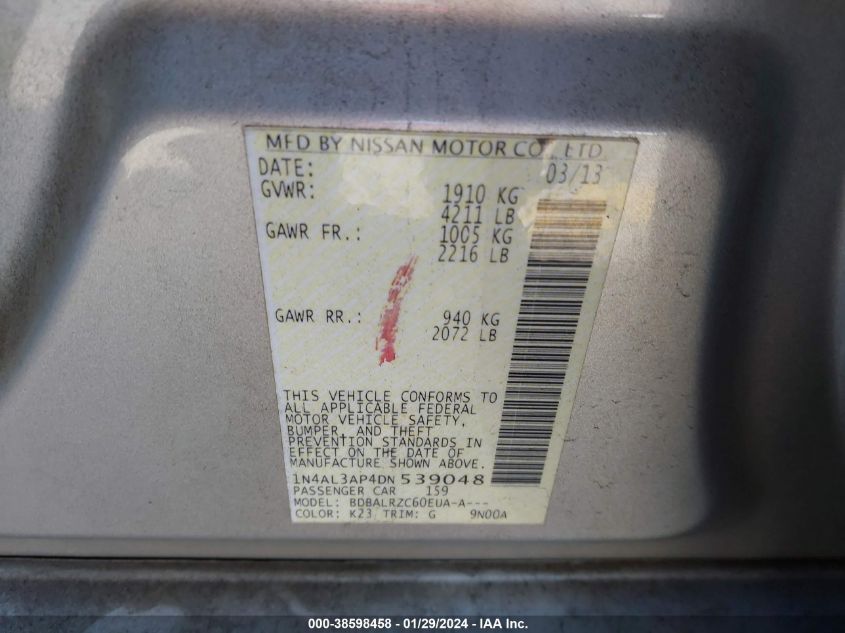 MFD BY NISSAN MOTOR CO., LTD.
DATE: 03/13
GVWR: 1910 KG
4211 LB
GAWR FR.: 1005 KG
2216 LB
GAWR RR.: 940 KG
2072 LB
THIS VEHICLE CONFORMS TO
ALL APPLICABLE FEDERAL
MOTOR VEHICLE SAFETY,
BUMPER, AND THEFT
PREVENTION STANDARDS IN
EFFECT ON THE DATE OF
MANUFACTURE SHOWN ABOVE.
1N4AL3AP4DN 539048
PASSENGER CAR 159
MODEL: BDBALRZC60EUA-A---
COLOR: K23 TRIM: G 9N00A
000-38598458 - 01/29/2024 - IAA Inc.